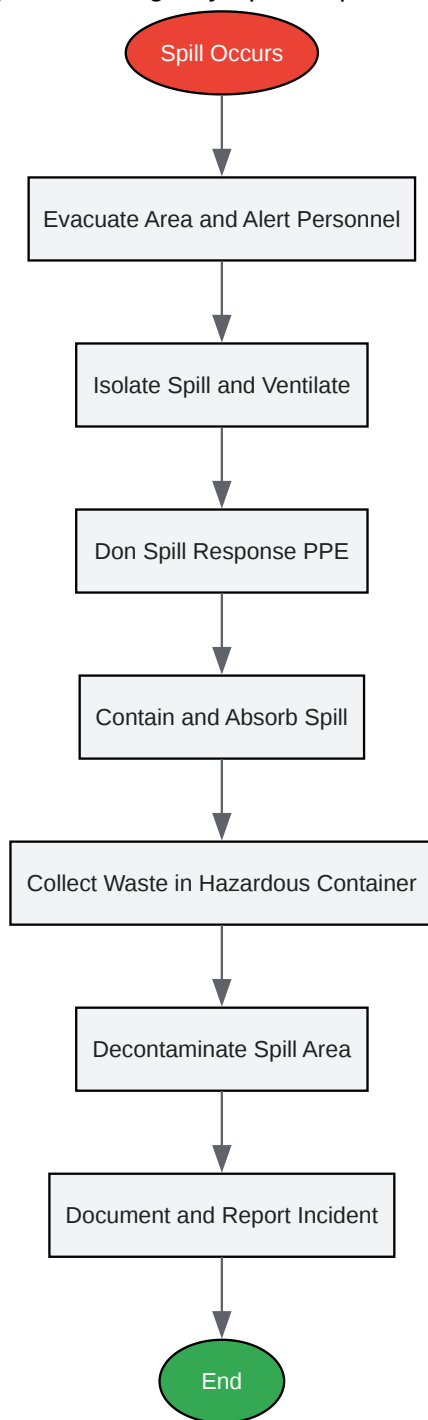 Spill Occurs
Evacuate Area and Alert Personnel
Isolate Spill and Ventilate
Don Spill Response PPE
Contain and Absorb Spill
Collect Waste in Hazardous Container
Decontaminate Spill Area
Document and Report Incident
End